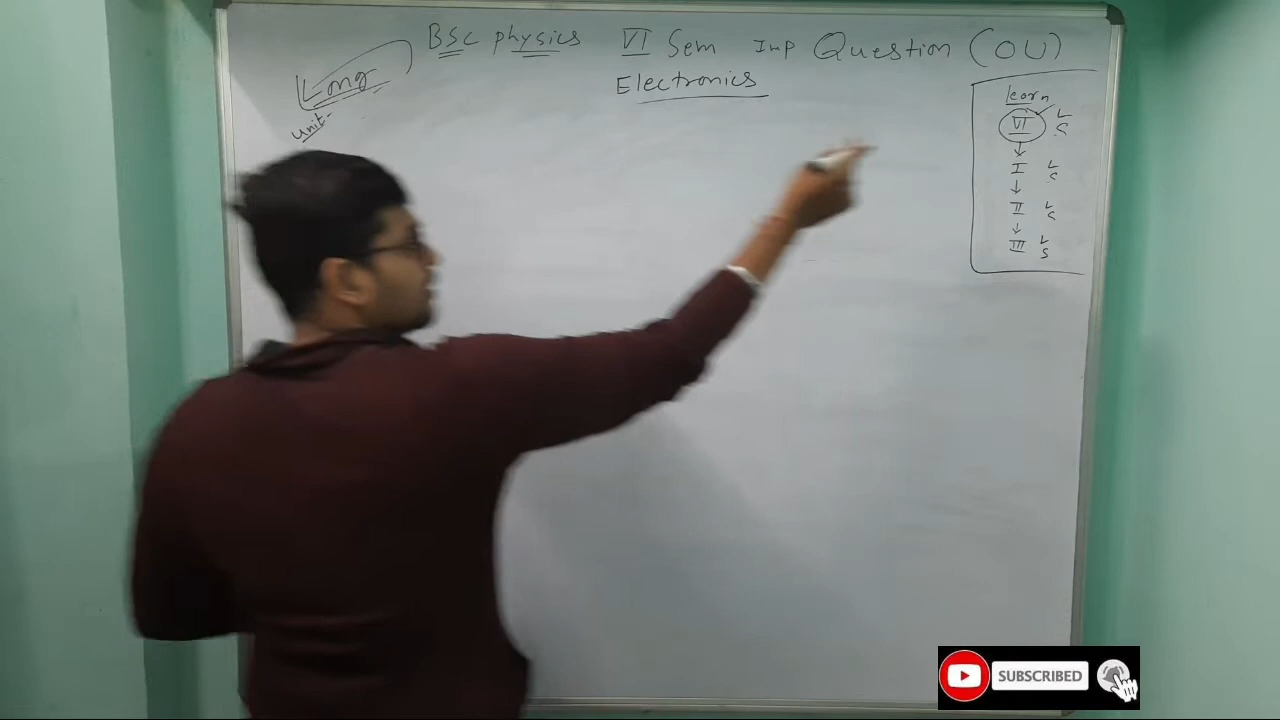 BSC physics VI Sem Imp Question (OU)
Electronics
Long
unit-
learn
VI L S
I L S
II L S
III L S
SUBSCRIBED